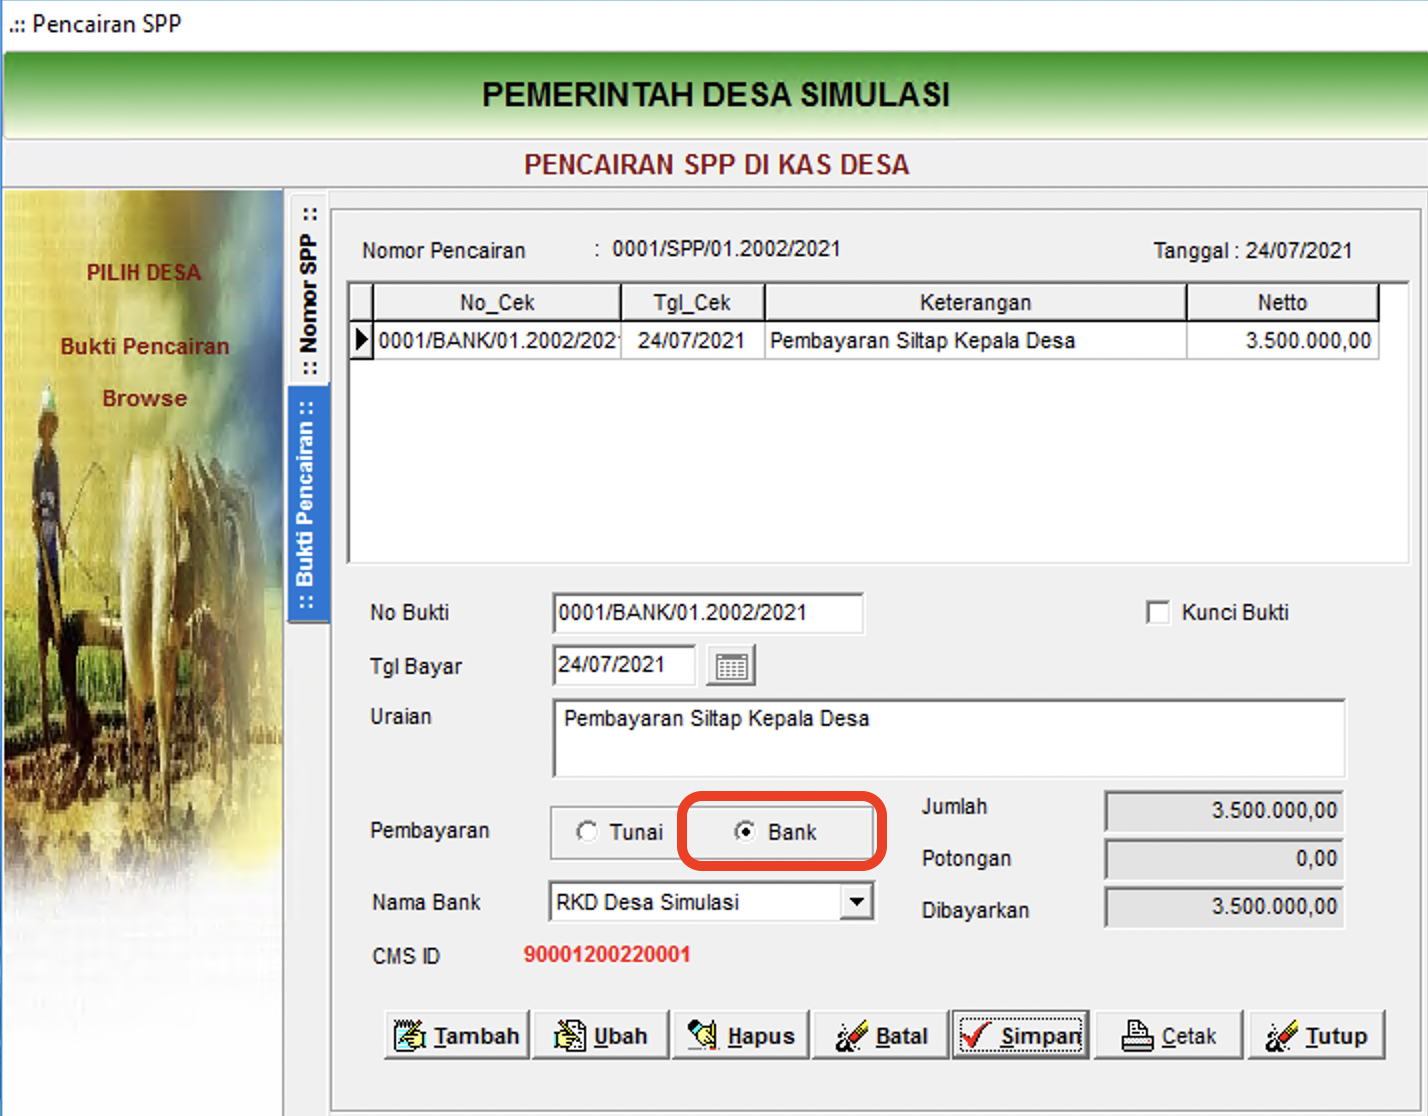 .:: Pencairan SPP
PEMERINTAH DESA SIMULASI
PENCAIRAN SPP DI KAS DESA
PILIH DESA
Bukti Pencairan
Browse
:: Nomor SPP ::
:: Bukti Pencairan ::
Nomor Pencairan : 0001/SPP/01.2002/2021 Tanggal : 24/07/2021
No_Cek Tgl_Cek Keterangan Netto
0001/BANK/01.2002/202 24/07/2021 Pembayaran Siltap Kepala Desa 3.500.000,00
No Bukti 0001/BANK/01.2002/2021 Kunci Bukti
Tgl Bayar 24/07/2021
Uraian Pembayaran Siltap Kepala Desa
Pembayaran Tunai Bank
Nama Bank RKD Desa Simulasi
CMS ID 90001200220001
Jumlah 3.500.000,00
Potongan 0,00
Dibayarkan 3.500.000,00
Tambah Ubah Hapus Batal Simpan Cetak Tutup